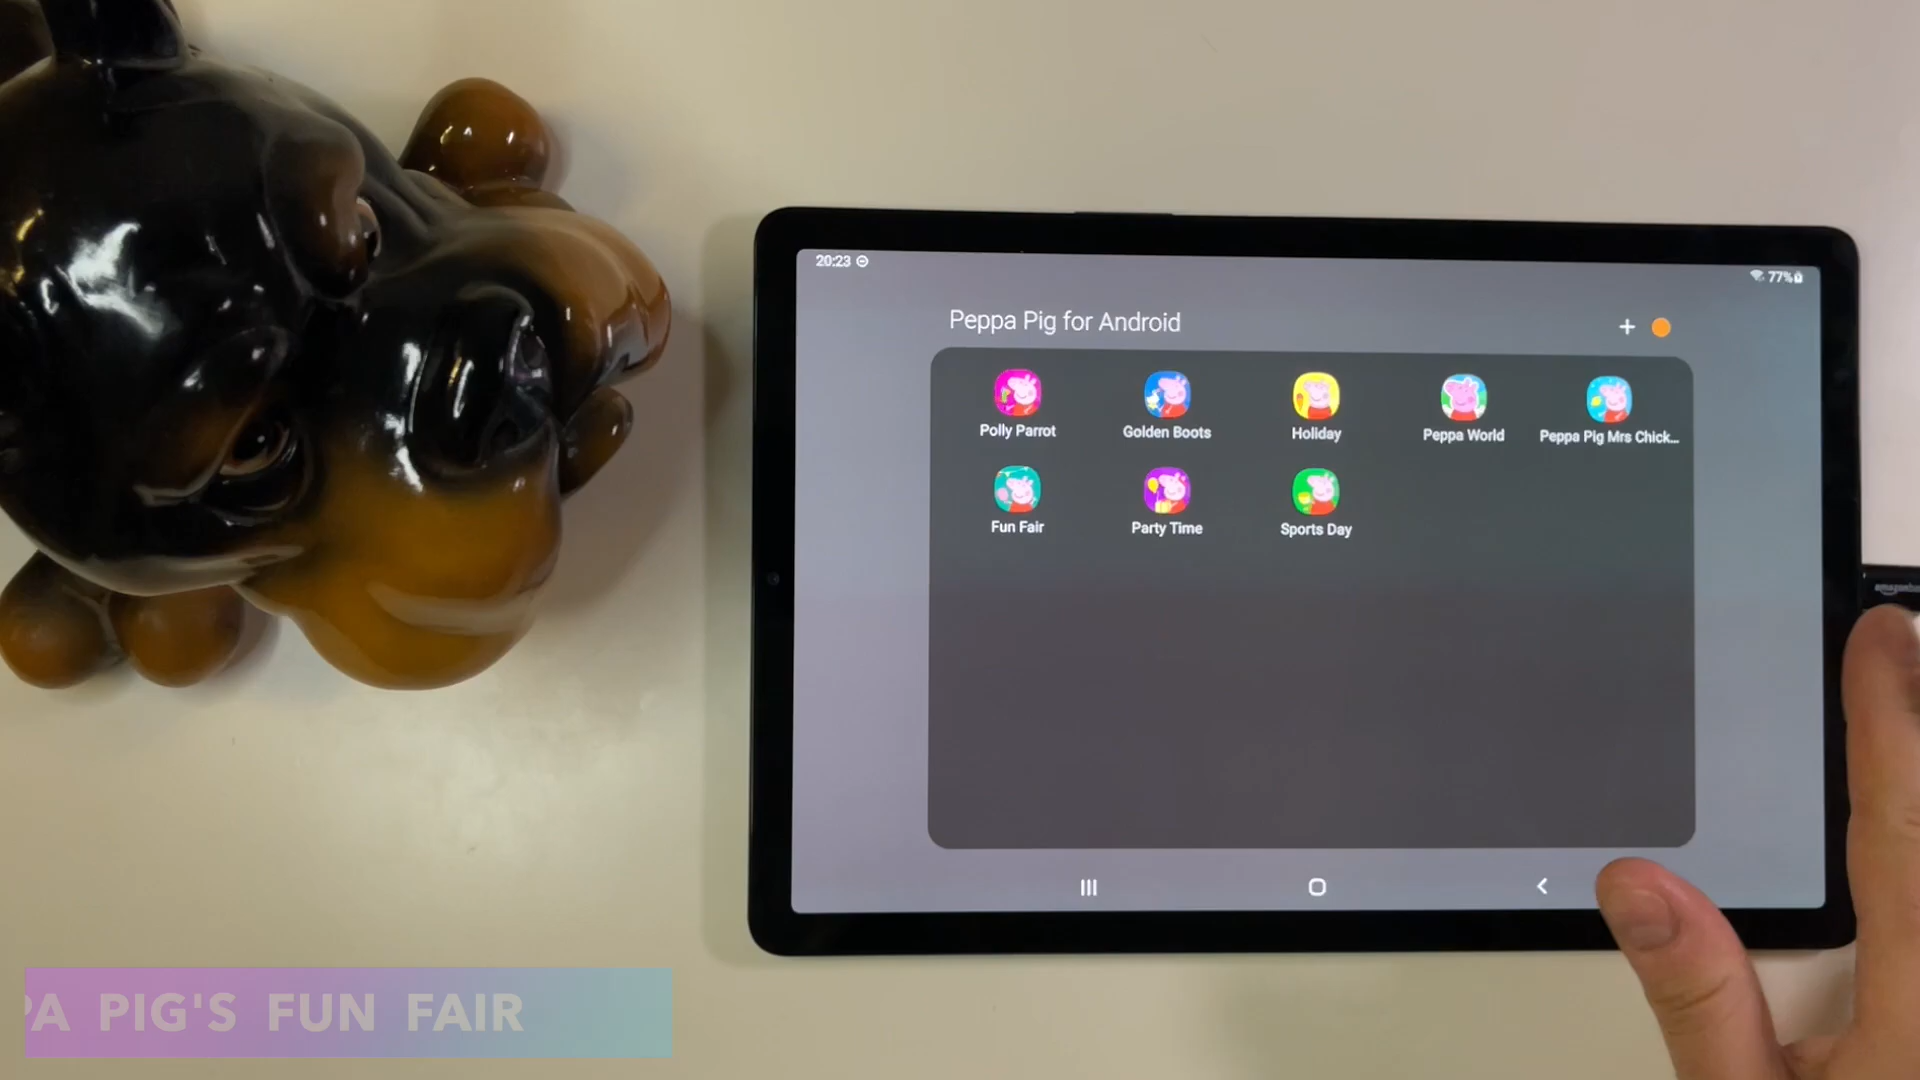 20:23
77%
Peppa Pig for Android
Polly Parrot
Golden Boots
Holiday
Peppa World
Peppa Pig Mrs Chick...
Fun Fair
Party Time
Sports Day
PA PIG'S FUN FAIR